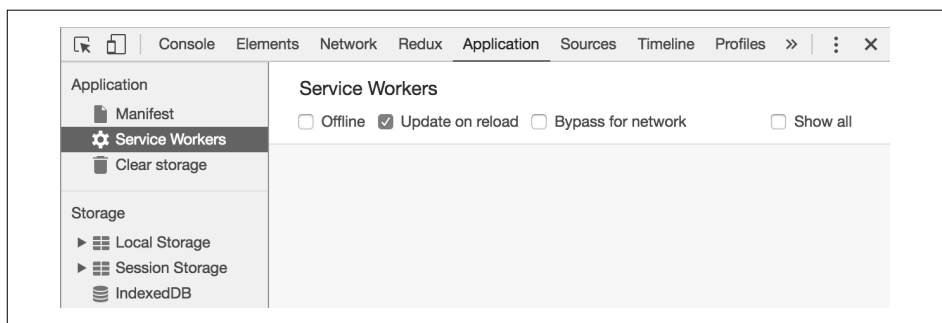 Console Elements Network Redux Application Sources Timeline Profiles »
Application
Manifest
Service Workers
Clear storage
Storage
Local Storage
Session Storage
IndexedDB
Service Workers
Offline Update on reload Bypass for network Show all